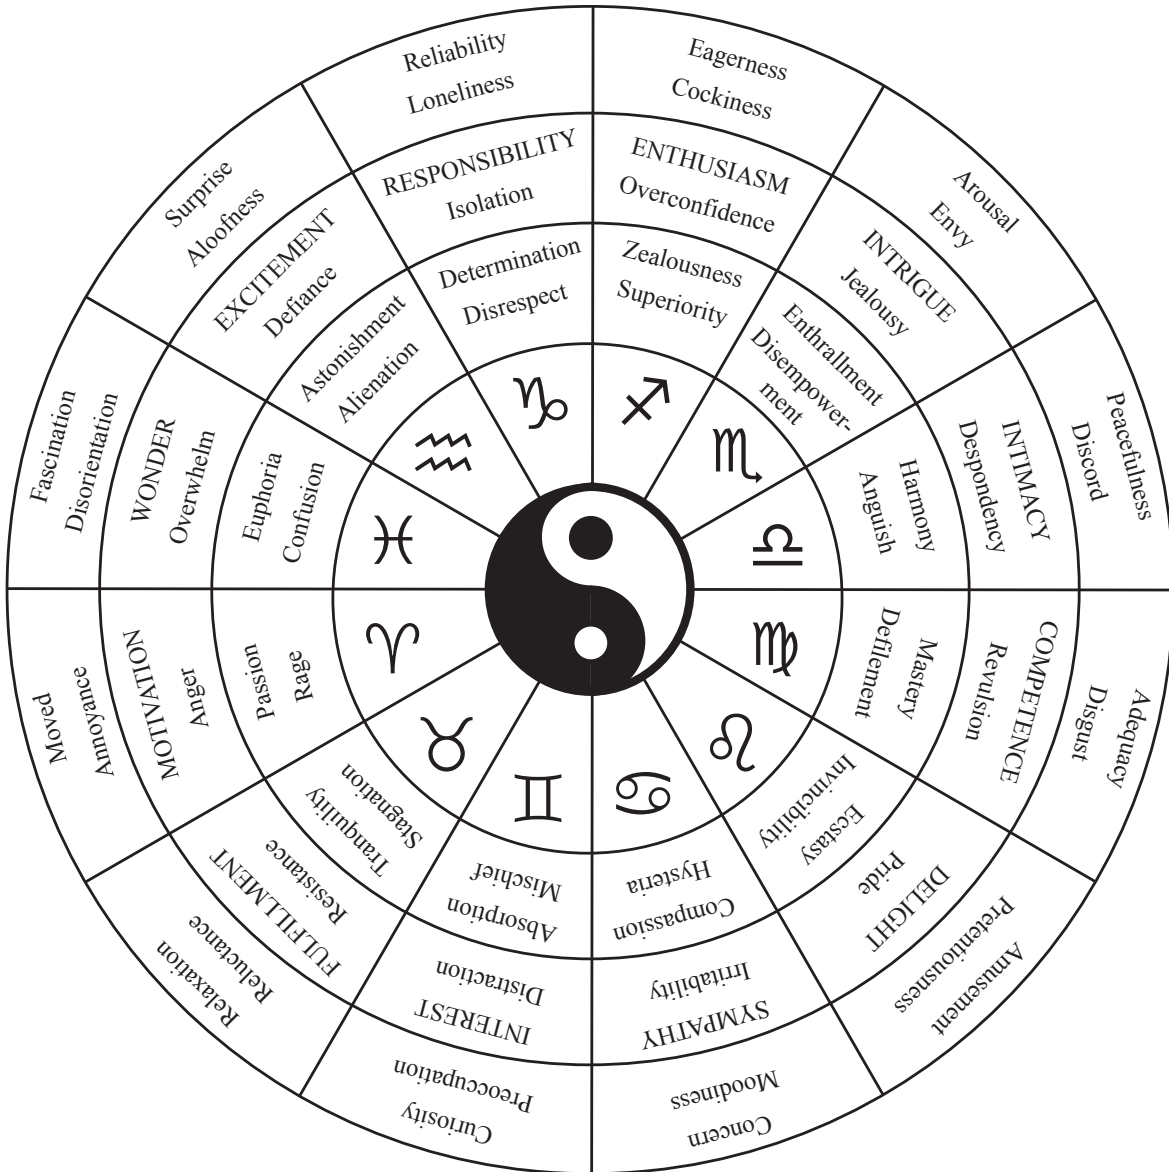 Reliability
Loneliness
RESPONSIBILITY
Isolation
Determination
Disrespect
♑
Eagerness
Cockiness
ENTHUSIASM
Overconfidence
Zealousness
Superiority
♐
Arousal
Envy
INTRIGUE
Jealousy
Enthrallment
Disempower-
ment
♏
Peacefulness
Discord
INTIMACY
Despondency
Harmony
Anguish
♎
Adequacy
Disgust
COMPETENCE
Revulsion
Mastery
Defilement
♍
Amusement
Pretentiousness
DELIGHT
Pride
Ecstasy
Invincibility
♌
Concern
Moodiness
SYMPATHY
Irritability
Compassion
Hysteria
♋
Curiosity
Preoccupation
INTEREST
Distraction
Absorption
Mischief
♊
Relaxation
Reluctance
FULFILLMENT
Resistance
Tranquility
Stagnation
♉
Moved
Annoyance
MOTIVATION
Anger
Passion
Rage
♈
Fascination
Disorientation
WONDER
Overwhelm
Euphoria
Confusion
♓
Surprise
Aloofness
EXCITEMENT
Defiance
Astonishment
Alienation
♒